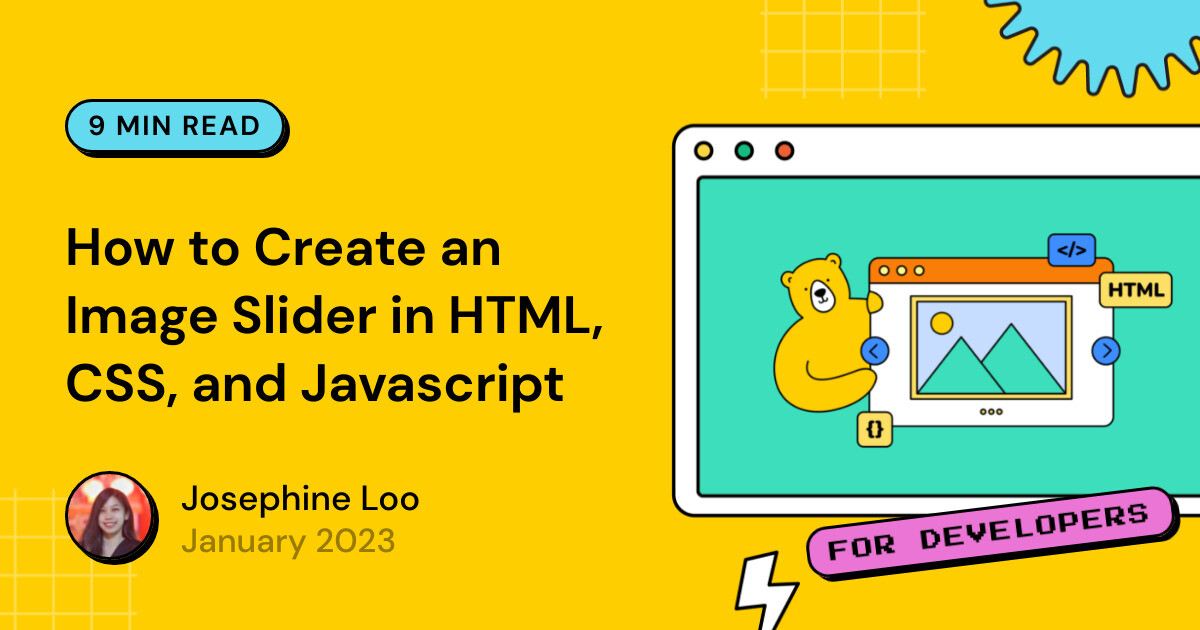 9 MIN READ
How to Create an
Image Slider in HTML,
CSS, and Javascript
Josephine Loo
January 2023
</>
HTML
{}
FOR DEVELOPERS